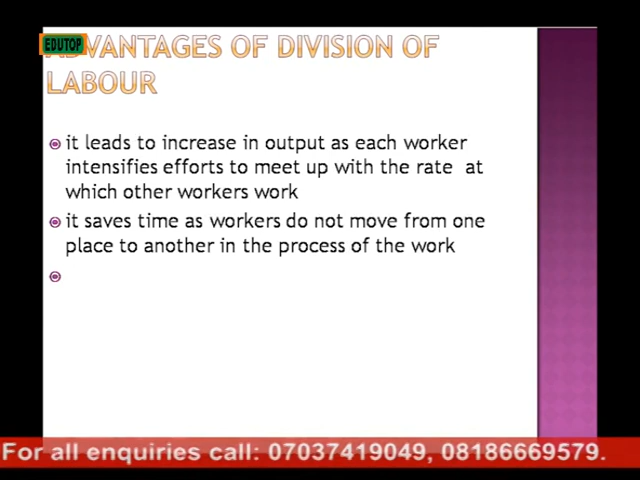 EDUTOP
ADVANTAGES OF DIVISION OF
LABOUR
it leads to increase in output as each worker
intensifies efforts to meet up with the rate at
which other workers work
it saves time as workers do not move from one
place to another in the process of the work
For all enquiries call: 07037419049, 08186669579.